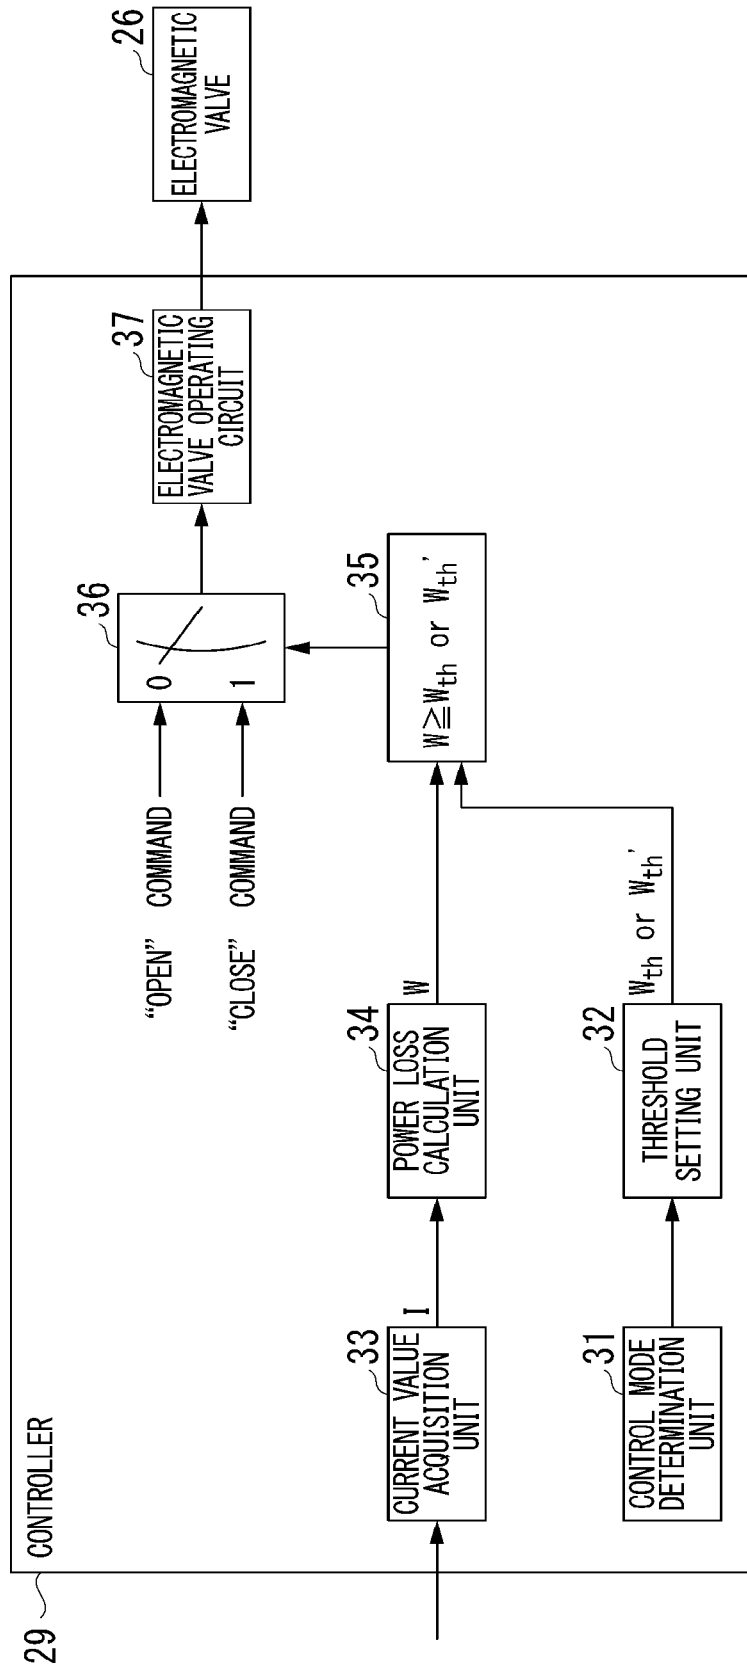 29
CONTROLLER
36
"OPEN" COMMAND
0
"CLOSE" COMMAND
1
37
ELECTROMAGNETIC
VALVE OPERATING
CIRCUIT
26
ELECTROMAGNETIC
VALVE
33
CURRENT VALUE
ACQUISITION
UNIT
I
34
POWER LOSS
CALCULATION
UNIT
W
35
W≧Wth or Wth'
31
CONTROL MODE
DETERMINATION
UNIT
32
THRESHOLD
SETTING UNIT
Wth or Wth'